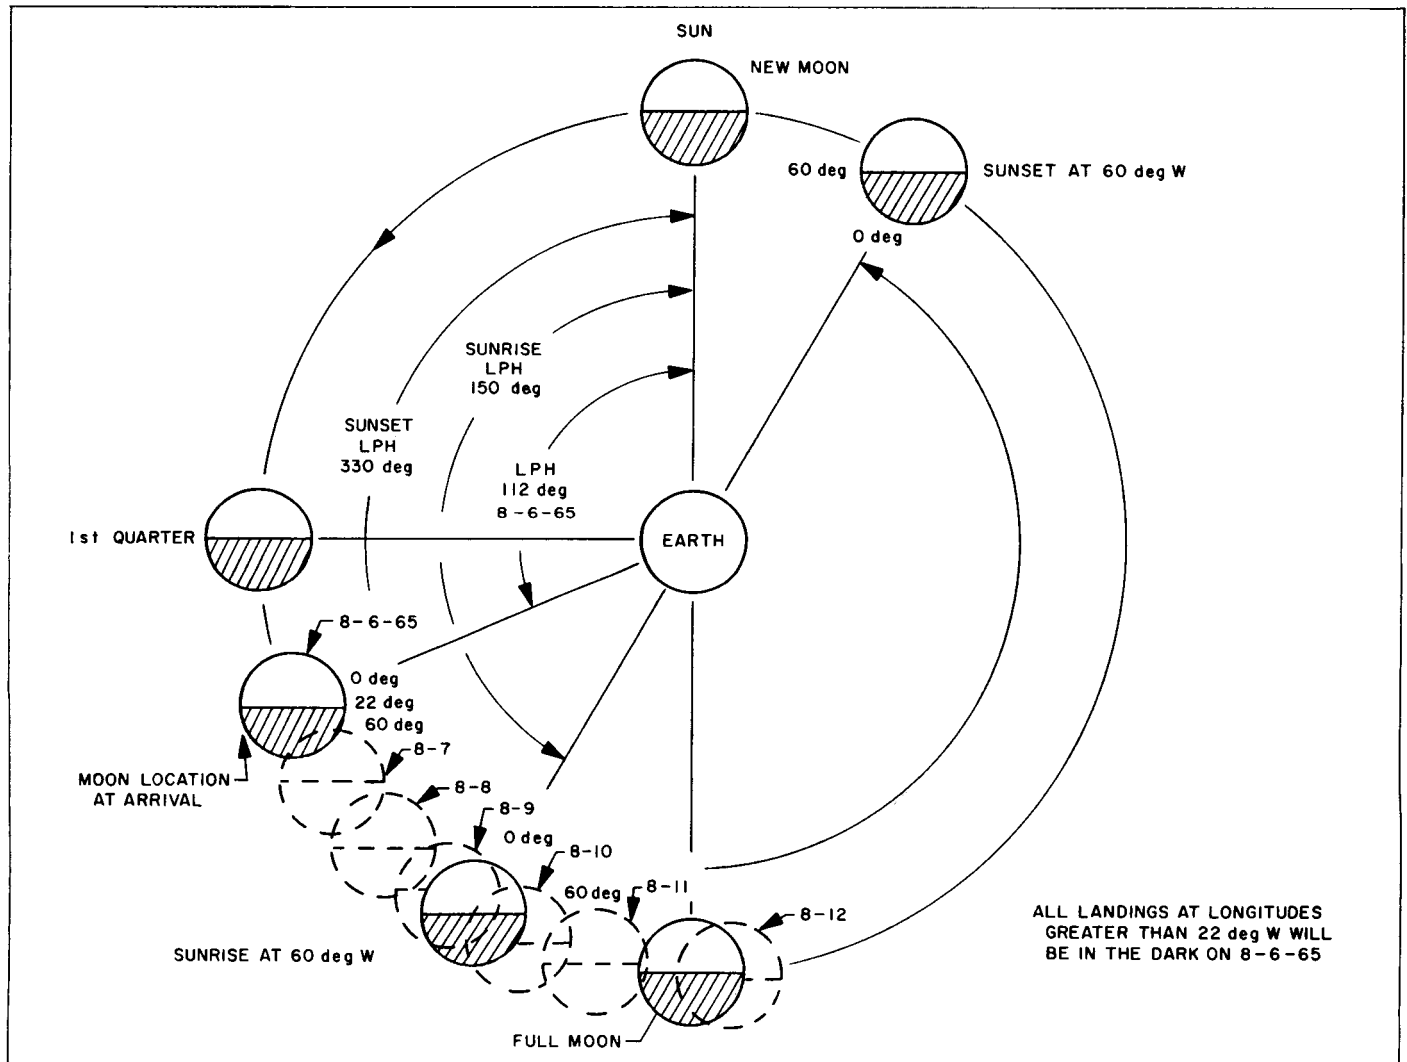 SUN
NEW MOON
60 deg
SUNSET AT 60 deg W
0 deg
SUNRISE
LPH
150 deg
SUNSET
LPH
330 deg
LPH
112 deg
8-6-65
1st QUARTER
EARTH
8-6-65
0 deg
22 deg
60 deg
MOON LOCATION
AT ARRIVAL
8-7
8-8
8-9
0 deg
8-10
60 deg
8-11
8-12
SUNRISE AT 60 deg W
FULL MOON
ALL LANDINGS AT LONGITUDES
GREATER THAN 22 deg W WILL
BE IN THE DARK ON 8-6-65